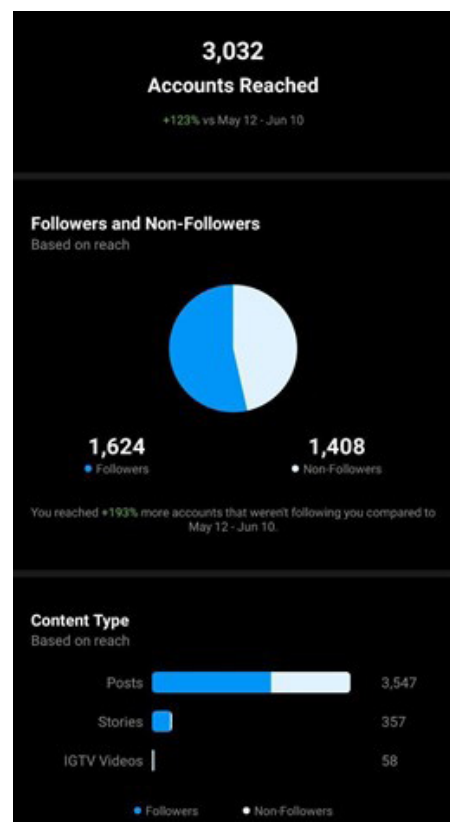 3,032
Accounts Reached
+123% vs May 12 - Jun 10
Followers and Non-Followers
Based on reach
1,624 1,408
Followers Non-Followers
You reached +193% more accounts that weren't following you compared to
May 12 - Jun 10.
Content Type
Based on reach
Posts 3,547
Stories 357
IGTV Videos 58
Followers Non-Followers